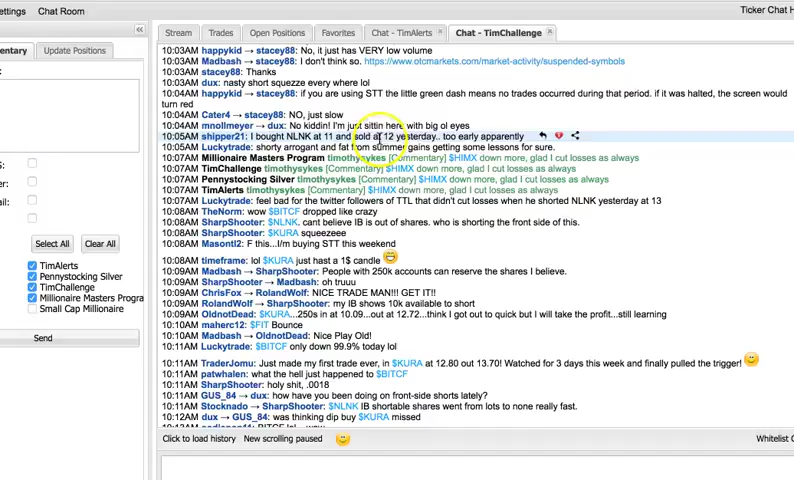 ettings Chat Room Ticker Chat H
Stream Trades Open Positions Favorites Chat - TimAlerts Chat - TimChallenge
entary Update Positions
10:03AM happykid → stacey88: No, it just has VERY low volume
10:03AM Madbash → stacey88: I don't think so. https://www.otcmarkets.com/market-activity/suspended-symbols
10:03AM stacey88: Thanks
10:03AM dux: nasty short squezze every where lol
10:04AM happykid → stacey88: if you are using STT the little green dash means no trades occurred during that period. if it was halted, the screen would
turn red
10:04AM Cater4 → stacey88: NO, just slow
10:04AM mnollmeyer → dux: No kiddin! I'm just sittin here with big ol eyes
10:05AM shipper21: I bought NLNK at 11 and sold at 12 yesterday.. too early apparently
10:05AM Luckytrade: shorty arrogant and fat from summer gains getting some lessons for sure.
10:07AM Millionaire Masters Program timothysykes [Commentary] $HIMX down more, glad I cut losses as always
10:07AM TimChallenge timothysykes [Commentary] $HIMX down more, glad I cut losses as always
10:07AM Pennystocking Silver timothysykes [Commentary] $HIMX down more, glad I cut losses as always
10:07AM TimAlerts timothysykes [Commentary] $HIMX down more, glad I cut losses as always
10:07AM Luckytrade: feel bad for the twitter followers of TTL that didn't cut losses when he shorted NLNK yesterday at 13
10:08AM TheNorm: wow $BITCF dropped like crazy
10:08AM SharpShooter: $NLNK. cant believe IB is out of shares. who is shorting the front side of this.
10:08AM SharpShooter: $KURA squeezeee
10:08AM Masontl2: F this...I/m buying STT this weekend
10:08AM timeframe: lol $KURA just hast a 1$ candle
10:09AM Madbash → SharpShooter: People with 250k accounts can reserve the shares I believe.
10:09AM SharpShooter → Madbash: oh truuu
10:09AM ChrisFox → RolandWolf: NICE TRADE MAN!!! GET IT!!
10:09AM RolandWolf → SharpShooter: my IB shows 10k available to short
10:09AM OldnotDead: $KURA....250s in at 10.09...out at 12.72...think I got out to quick but I will take the profit...still learning
10:10AM maherc12: $FIT Bounce
10:10AM Madbash → OldnotDead: Nice Play Old!
10:10AM Luckytrade: $BITCF only down 99.9% today lol
10:11AM TraderJomu: Just made my first trade ever, in $KURA at 12.80 out 13.70! Watched for 3 days this week and finally pulled the trigger!
10:11AM patwhalen: what the hell just happened to $BITCF
10:11AM SharpShooter: holy shit, .0018
10:11AM GUS_84 → dux: how have you been doing on front-side shorts lately?
10:11AM Stocknado → SharpShooter: $NLNK IB shortable shares went from lots to none really fast.
10:12AM dux → GUS_84: was thinking dip buy $KURA missed
S:
er:
ail:
Select All Clear All
TimAlerts
Pennystocking Silver
TimChallenge
Millionaire Masters Progra
Small Cap Millionaire
Send
Click to load history New scrolling paused Whitelist C